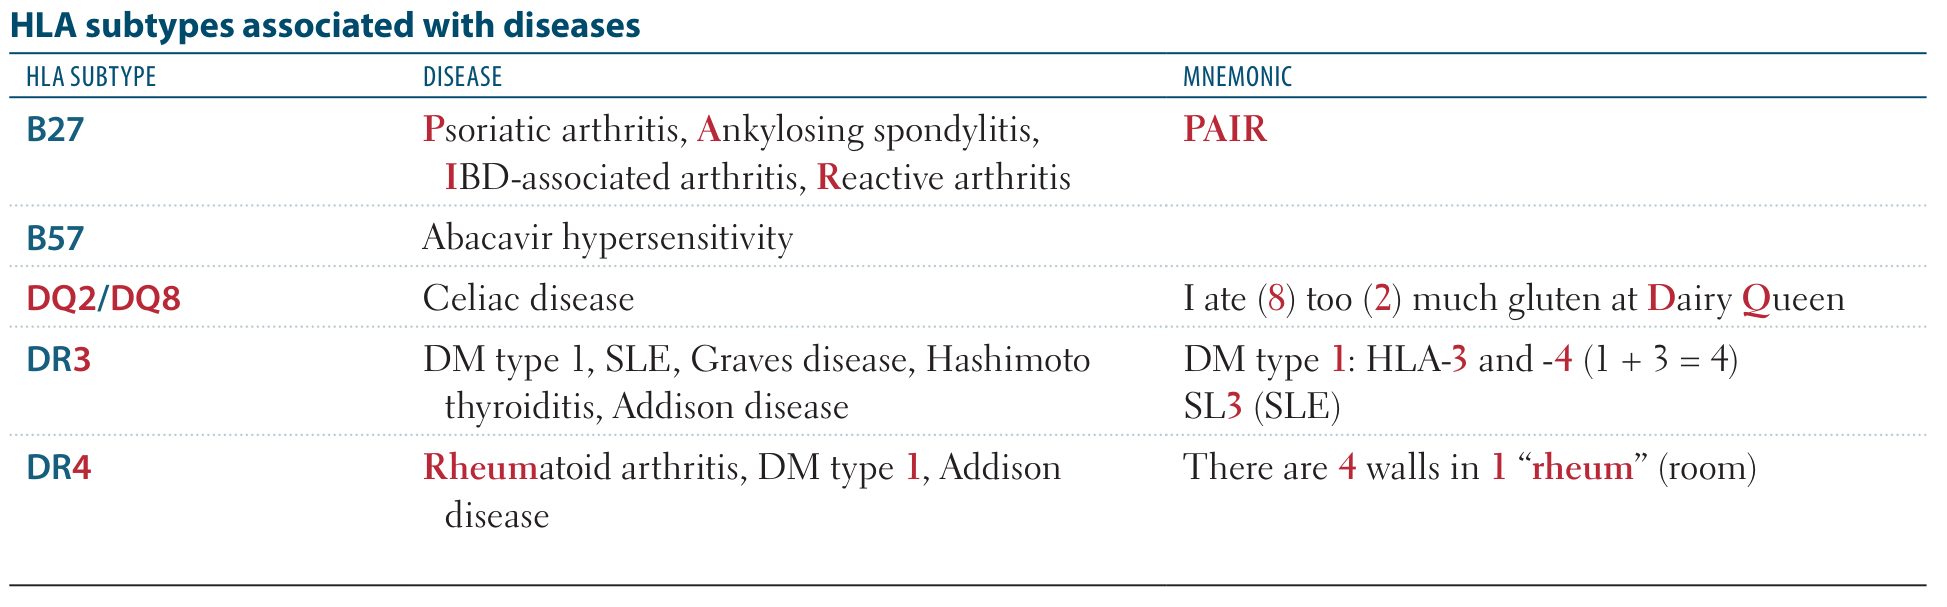 HLA subtypes associated with diseases
HLA SUBTYPE DISEASE MNEMONIC
B27 Psoriatic arthritis, Ankylosing spondylitis, PAIR
IBD-associated arthritis, Reactive arthritis
B57 Abacavir hypersensitivity
DQ2/DQ8 Celiac disease I ate (8) too (2) much gluten at Dairy Queen
DR3 DM type 1, SLE, Graves disease, Hashimoto DM type 1: HLA-3 and -4 (1 + 3 = 4)
thyroiditis, Addison disease SL3 (SLE)
DR4 Rheumatoid arthritis, DM type 1, Addison There are 4 walls in 1 “rheum” (room)
disease